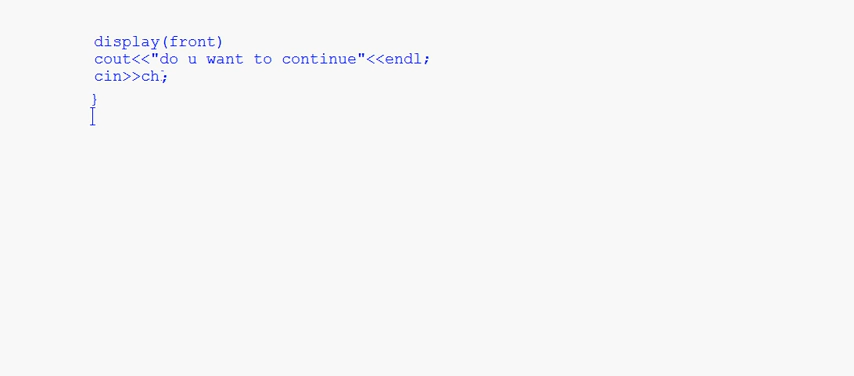 display(front)
cout<<"do u want to continue"<<endl;
cin>>ch;
}